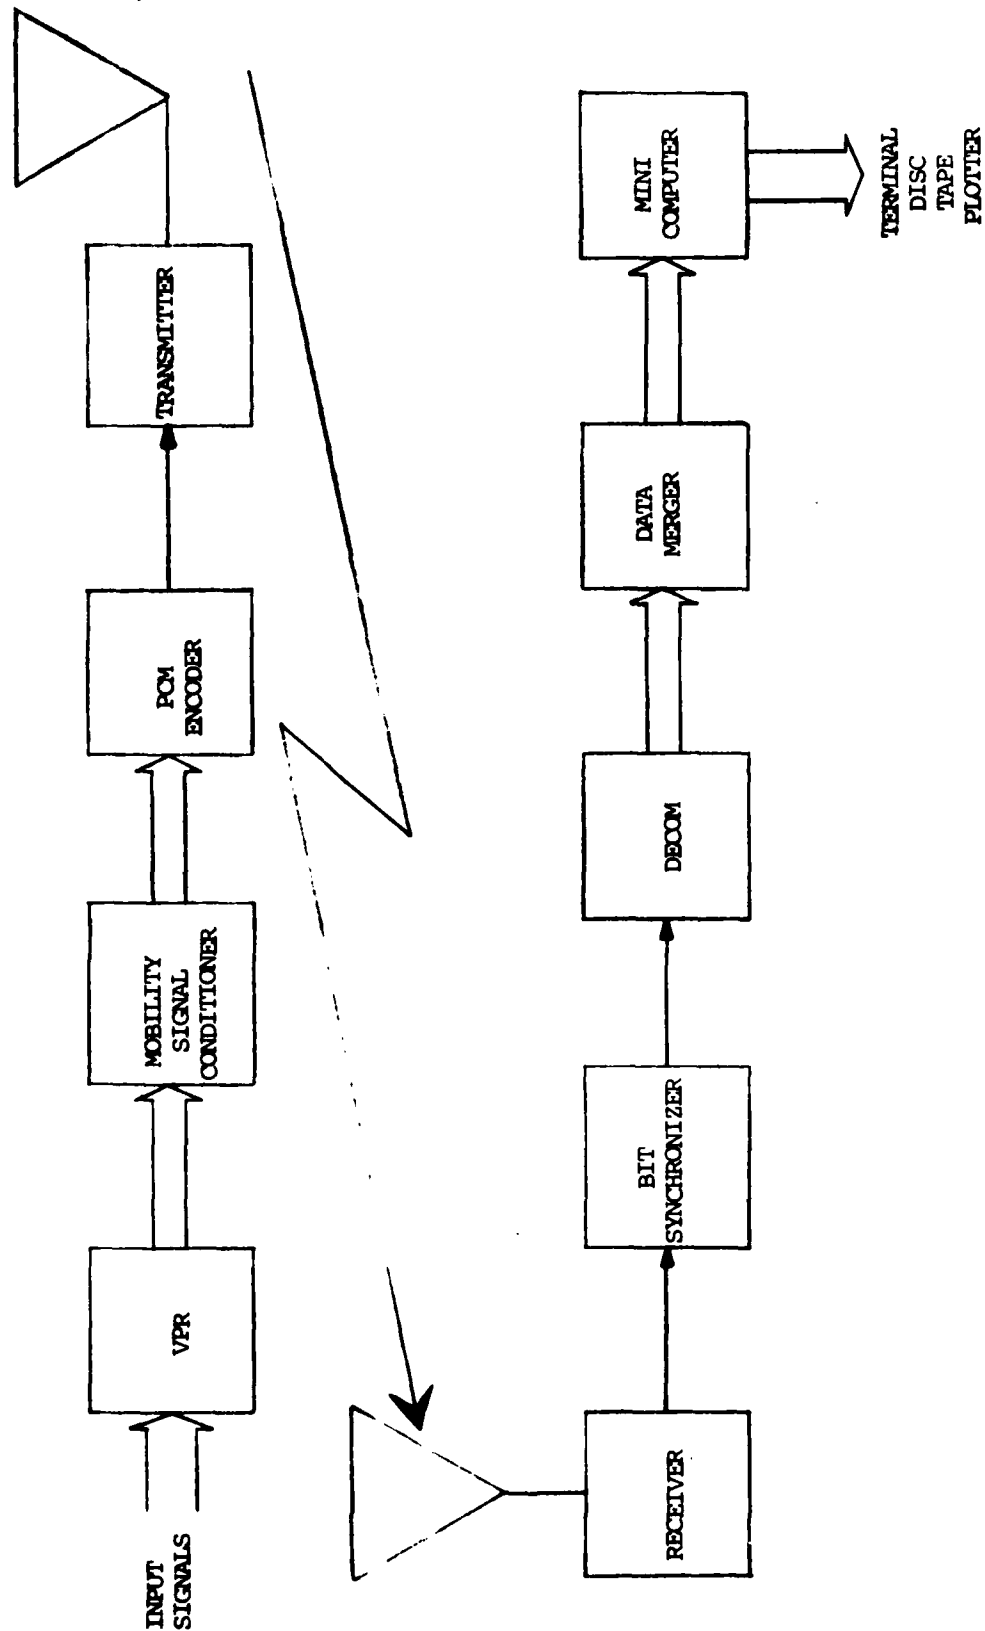 INPUT
SIGNALS
VPR
MOBILITY
SIGNAL
CONDITIONER
PCM
ENCODER
TRANSMITTER
RECEIVER
BIT
SYNCHRONIZER
DECOM
DATA
MERGER
MINI
COMPUTER
TERMINAL
DISC
TAPE
PLOTTER